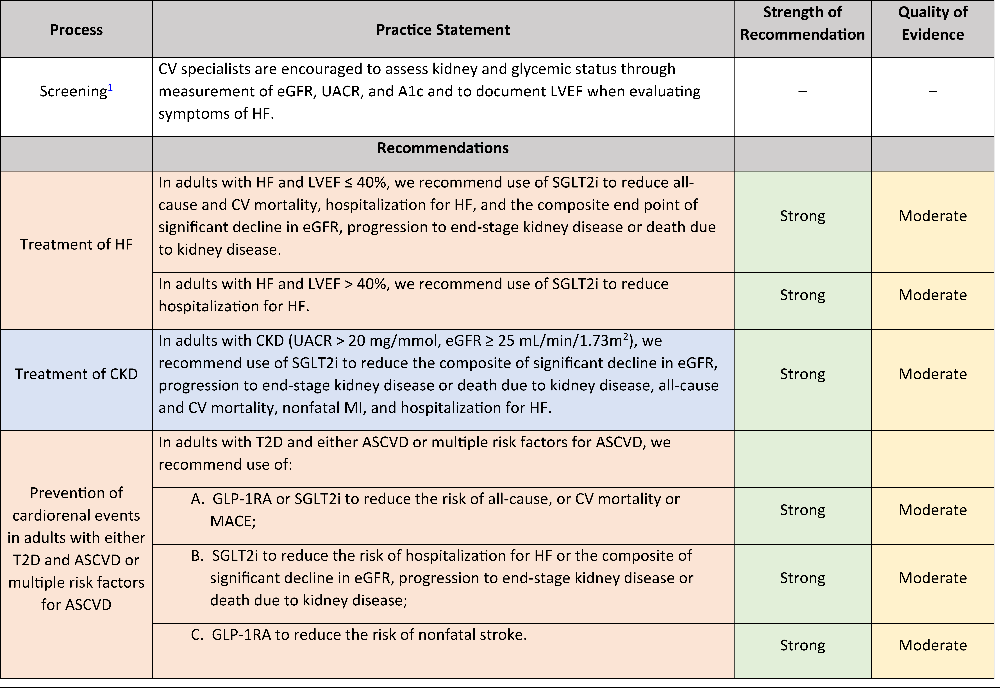 Process
Practice Statement
Strength of
Recommendation
Quality of
Evidence
Screening1
CV specialists are encouraged to assess kidney and glycemic status through
measurement of eGFR, UACR, and A1c and to document LVEF when evaluating
symptoms of HF.
–
–
Recommendations
Treatment of HF
In adults with HF and LVEF ≤ 40%, we recommend use of SGLT2i to reduce all-
cause and CV mortality, hospitalization for HF, and the composite end point of
significant decline in eGFR, progression to end-stage kidney disease or death due
to kidney disease.
Strong
Moderate
In adults with HF and LVEF > 40%, we recommend use of SGLT2i to reduce
hospitalization for HF.
Strong
Moderate
Treatment of CKD
In adults with CKD (UACR > 20 mg/mmol, eGFR ≥ 25 mL/min/1.73m²), we
recommend use of SGLT2i to reduce the composite of significant decline in eGFR,
progression to end-stage kidney disease or death due to kidney disease, all-cause
and CV mortality, nonfatal MI, and hospitalization for HF.
Strong
Moderate
Prevention of
cardiorenal events
in adults with either
T2D and ASCVD or
multiple risk factors
for ASCVD
In adults with T2D and either ASCVD or multiple risk factors for ASCVD, we
recommend use of:
A. GLP-1RA or SGLT2i to reduce the risk of all-cause, or CV mortality or
MACE;
Strong
Moderate
B. SGLT2i to reduce the risk of hospitalization for HF or the composite of
significant decline in eGFR, progression to end-stage kidney disease or
death due to kidney disease;
Strong
Moderate
C. GLP-1RA to reduce the risk of nonfatal stroke.
Strong
Moderate